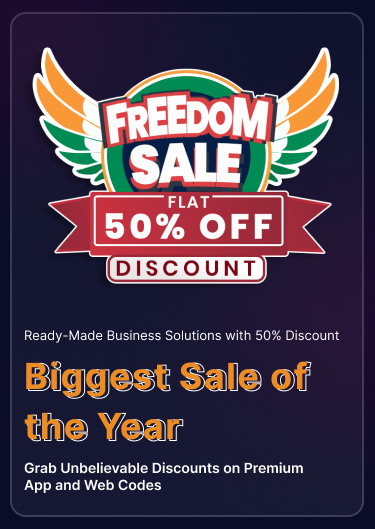 FREEDOM
SALE
FLAT
50% OFF
DISCOUNT
Ready-Made Business Solutions with 50% Discount
Biggest Sale of
the Year
Grab Unbelievable Discounts on Premium
App and Web Codes